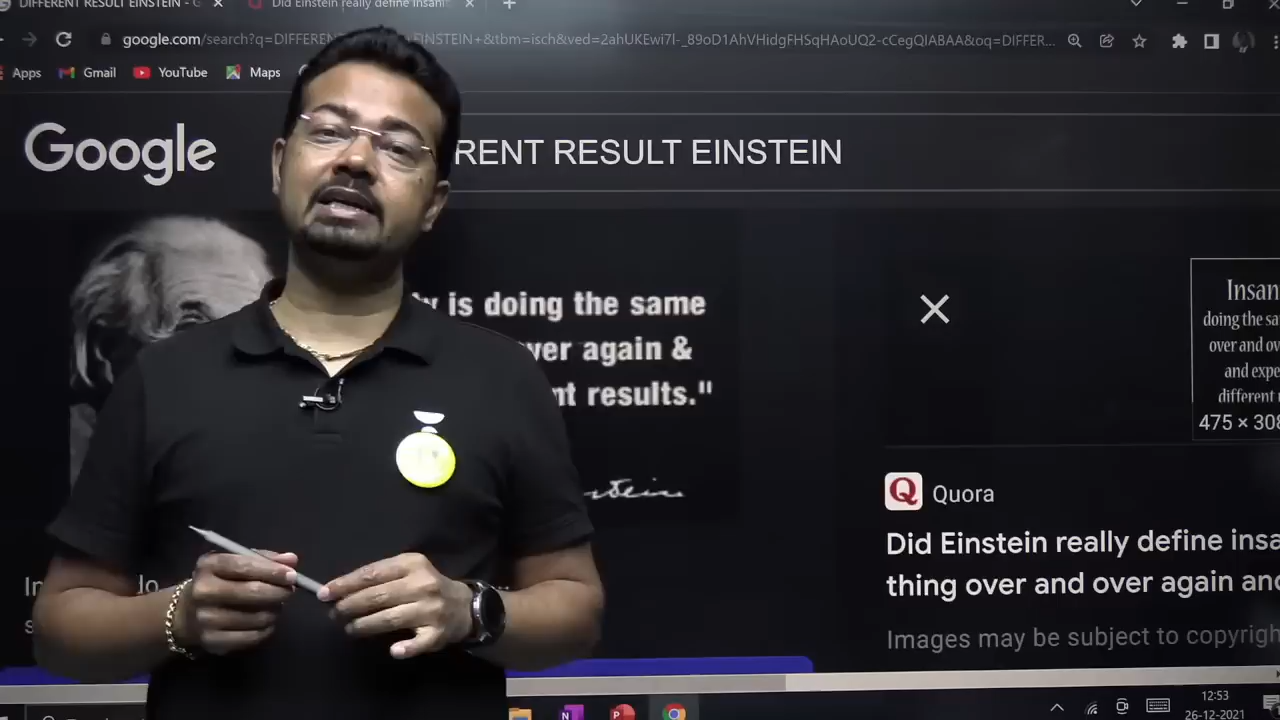 DIFFERENT RESULT EINSTEIN - G
Did Einstein really define insani
google.com/search?q=DIFFERENT
EINSTEIN+&tbm=isch&ved=2ahUKEwi7l-_89oD1AhVHidgFHSqHAoUQ2-cCegQIABAA&oq=DIFFER...
Apps
Gmail
YouTube
Maps
Google
RENT RESULT EINSTEIN
is doing the same
ver again &
nt results."
Insan
doing the sa
over and ov
and expe
different r
475 × 308
Quora
Did Einstein really define insa
thing over and over again and
Images may be subject to copyrigh
12:53
26-12-2021